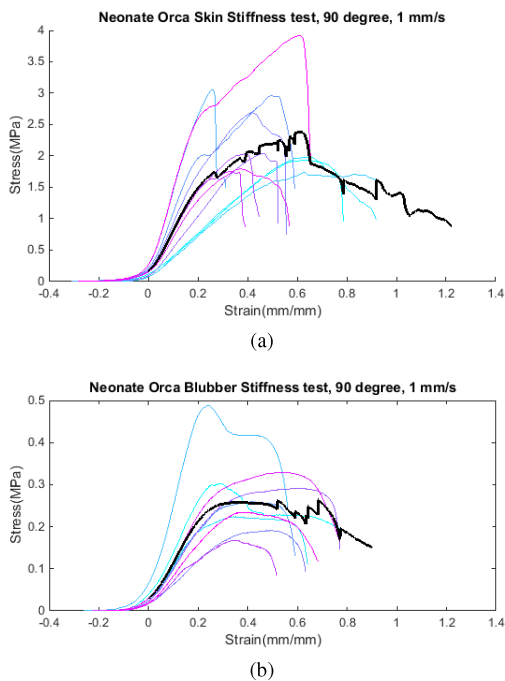 Neonate Orca Skin Stiffness test, 90 degree, 1 mm/s
4
3.5
3
2.5
2
1.5
1
0.5
0
Stress(MPa)
-0.4 -0.2 0 0.2 0.4 0.6 0.8 1 1.2 1.4
Strain(mm/mm)
(a)
Neonate Orca Blubber Stiffness test, 90 degree, 1 mm/s
0.5
0.4
0.3
0.2
0.1
0
Stress(MPa)
-0.4 -0.2 0 0.2 0.4 0.6 0.8 1 1.2 1.4
Strain(mm/mm)
(b)